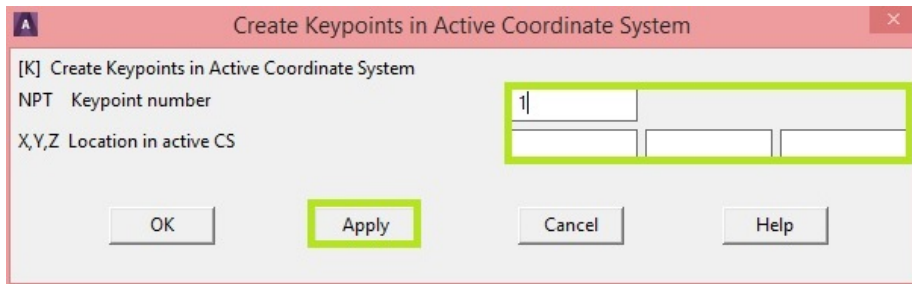 A Create Keypoints in Active Coordinate System ×
[K] Create Keypoints in Active Coordinate System
NPT Keypoint number 1
X,Y,Z Location in active CS
OK Apply Cancel Help